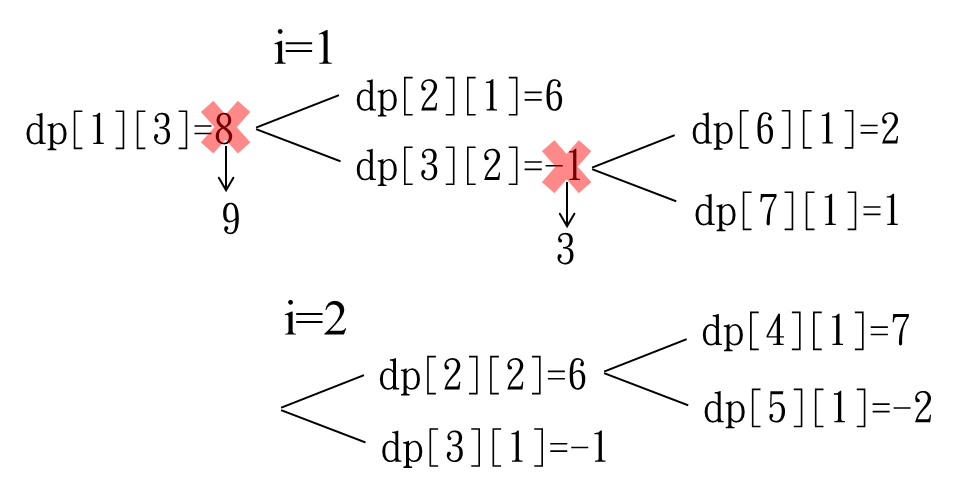 i=1
dp[1][3]=8
9
dp[2][1]=6
dp[3][2]=-1
3
dp[6][1]=2
dp[7][1]=1
i=2
dp[2][2]=6
dp[3][1]=-1
dp[4][1]=7
dp[5][1]=-2